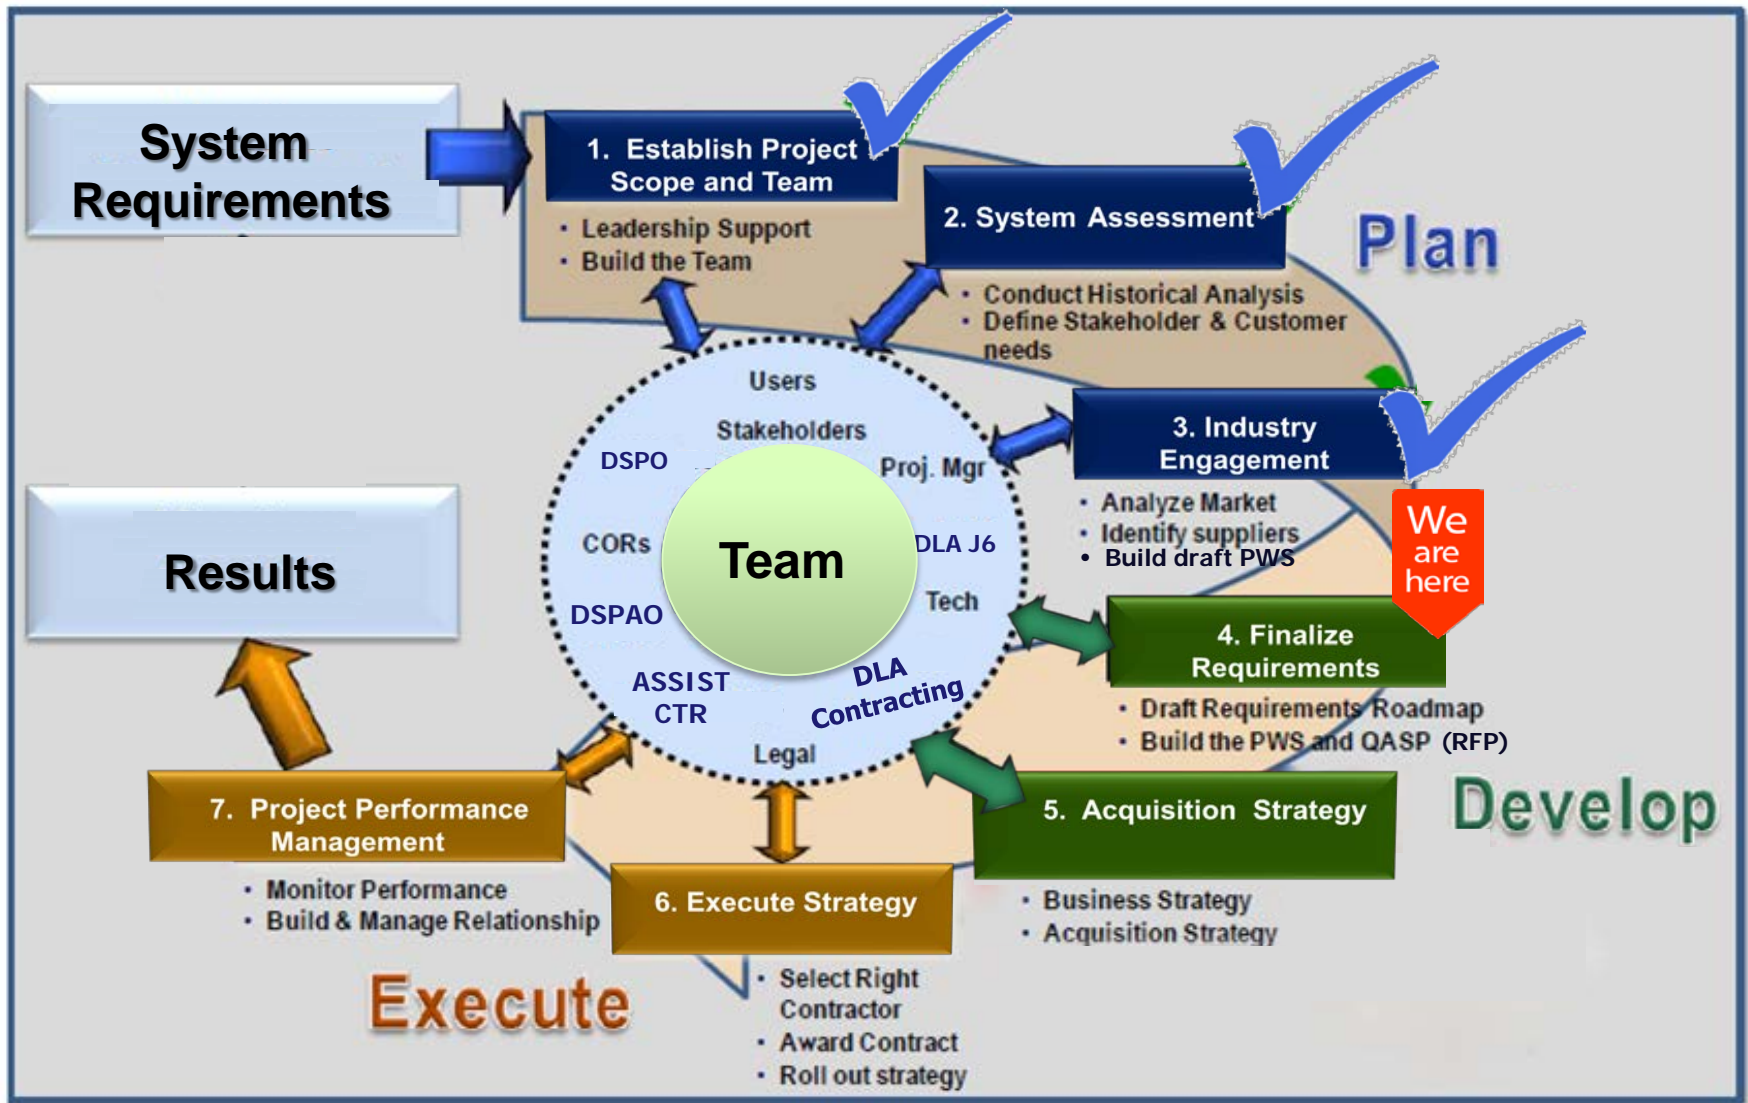 System
Requirements
1. Establish Project
Scope and Team
• Leadership Support
• Build the Team
2. System Assessment
• Conduct Historical Analysis
• Define Stakeholder & Customer
needs
Plan
3. Industry
Engagement
• Analyze Market
• Identify suppliers
• Build draft PWS
We
are
here
Users
Stakeholders
DSPO
Proj. Mgr
CORs
Team
DLA J6
DSPAO
Tech
ASSIST
CTR
DLA
Contracting
Legal
4. Finalize
Requirements
• Draft Requirements Roadmap
• Build the PWS and QASP (RFP)
Develop
5. Acquisition Strategy
• Business Strategy
• Acquisition Strategy
6. Execute Strategy
• Select Right
Contractor
• Award Contract
• Roll out strategy
Execute
7. Project Performance
Management
• Monitor Performance
• Build & Manage Relationship
Results